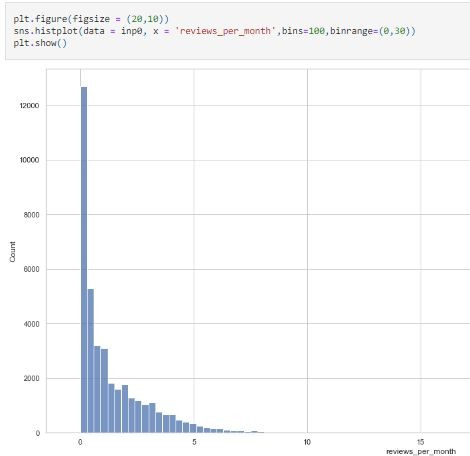 plt.figure(figsize = (20,10))
sns.histplot(data = inp0, x = 'reviews_per_month',bins=100,binrange=(0,30))
plt.show()
12000
10000
8000
6000
4000
2000
0
Count
0 5 10 15
reviews_per_month